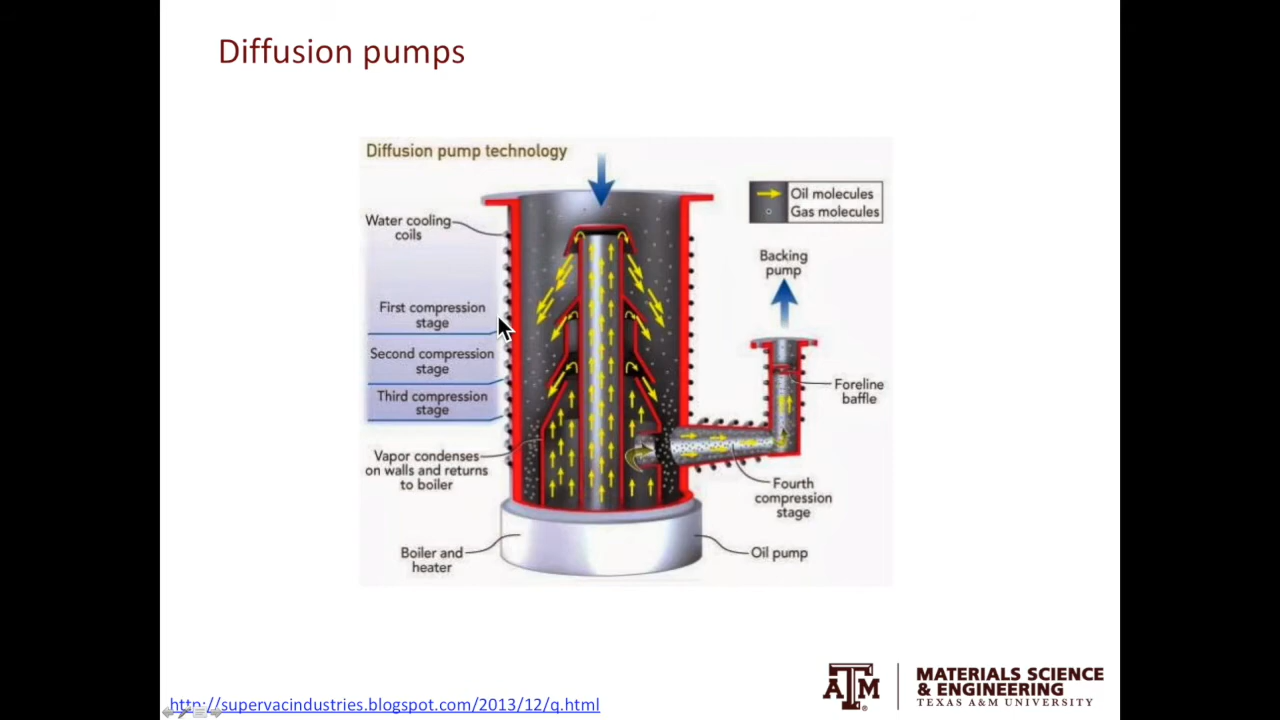 Diffusion pumps
Diffusion pump technology
Oil molecules
Gas molecules
Water cooling
coils
Backing
pump
First compression
stage
Second compression
stage
Third compression
stage
Foreline
baffle
Vapor condenses
on walls and returns
to boiler
Fourth
compression
stage
Boiler and
heater
Oil pump
http://supervacindustries.blogspot.com/2013/12/q.html
ATM
MATERIALS SCIENCE
& ENGINEERING
TEXAS A&M UNIVERSITY